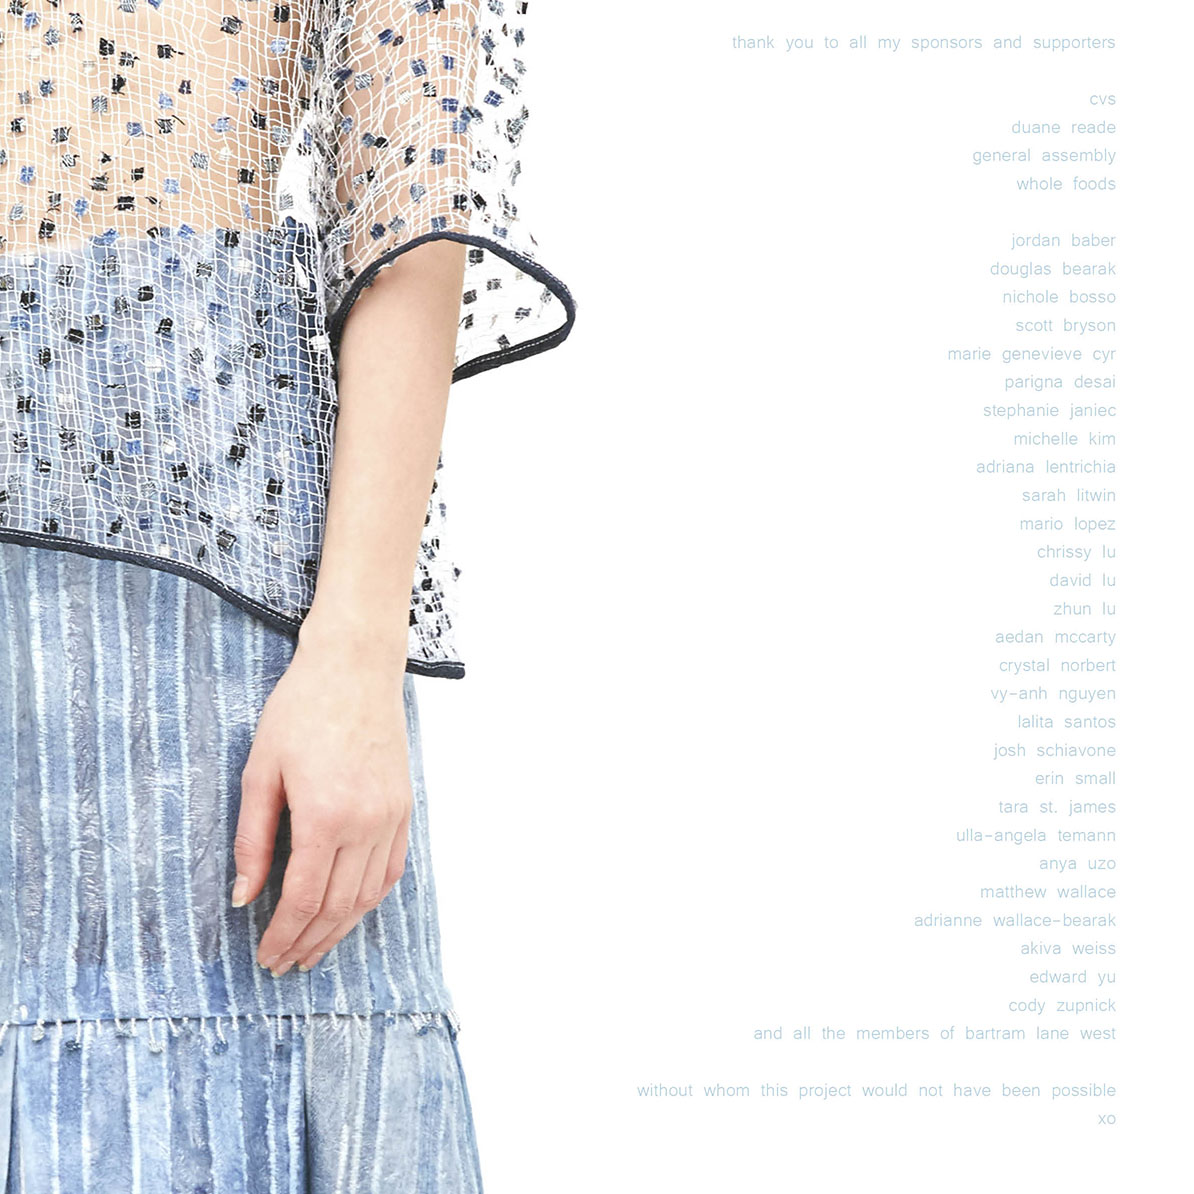 thank you to all my sponsors and supporters
cvs
duane reade
general assembly
whole foods
jordan baber
douglas bearak
nichole bosso
scott bryson
marie genevieve cyr
parigna desai
stephanie janiec
michelle kim
adriana lentrichia
sarah litwin
mario lopez
chrissy lu
david lu
zhun lu
aedan mccarty
crystal norbert
vy-anh nguyen
lalita santos
josh schiavone
erin small
tara st. james
ulla-angela temann
anya uzo
matthew wallace
adrianne wallace-bearak
akiva weiss
edward yu
cody zupnick
and all the members of bartram lane west
without whom this project would not have been possible
xo